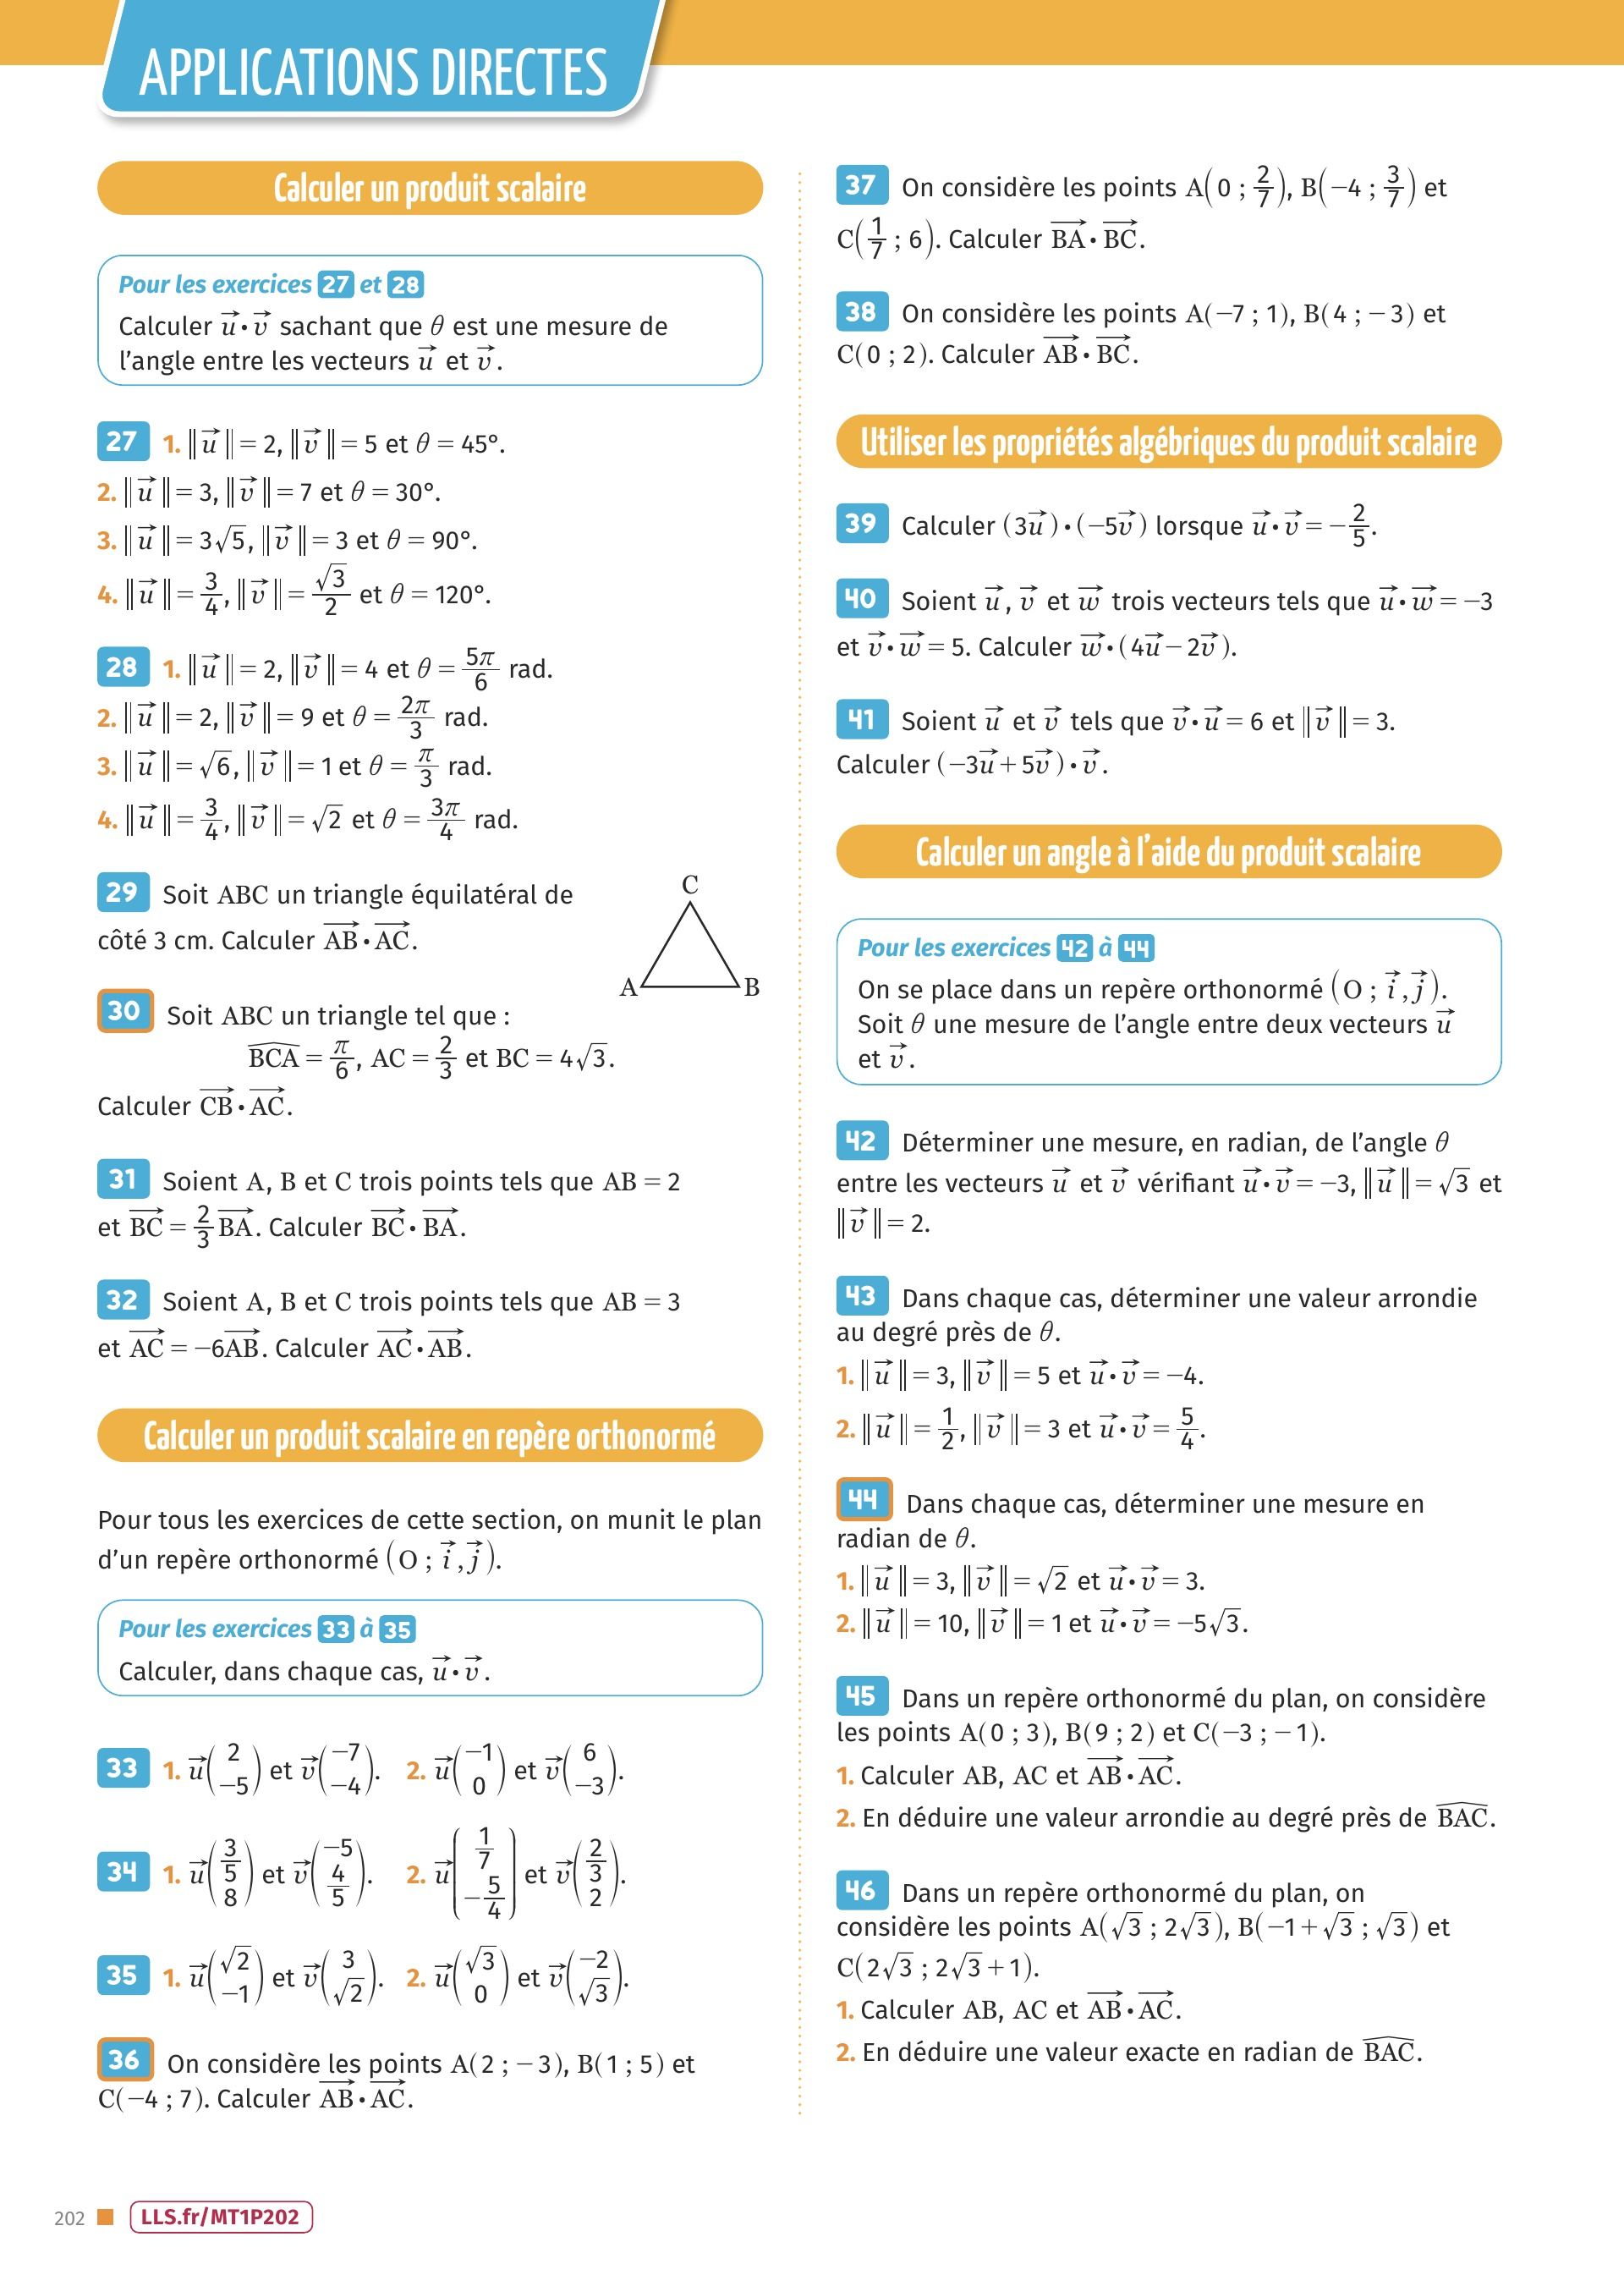 APPLICATIONS DIRECTES
Calculer un produit scalaire
Pour les exercices 27 et 28
Calculer $\vec{u}\cdot\vec{v}$ sachant que θ est une mesure de
l’angle entre les vecteurs $\vec{u}$ et $\vec{v}$.
27 1. $\|\vec{u}\| = 2$, $\|\vec{v}\| = 5$ et θ = 45°.
2. $\|\vec{u}\| = 3$, $\|\vec{v}\| = 7$ et θ = 30°.
3. $\|\vec{u}\| = 3\sqrt{5}$, $\|\vec{v}\| = 3$ et θ = 90°.
4. $\|\vec{u}\| = \frac{3}{4}$, $\|\vec{v}\| = \frac{\sqrt{3}}{2}$ et θ = 120°.
28 1. $\|\vec{u}\| = 2$, $\|\vec{v}\| = 4$ et $θ = \frac{5π}{6}$ rad.
2. $\|\vec{u}\| = 2$, $\|\vec{v}\| = 9$ et $θ = \frac{2π}{3}$ rad.
3. $\|\vec{u}\| = \sqrt{6}$, $\|\vec{v}\| = 1$ et $θ = \frac{π}{3}$ rad.
4. $\|\vec{u}\| = \frac{3}{4}$, $\|\vec{v}\| = \sqrt{2}$ et $θ = \frac{3π}{4}$ rad.
29 Soit ABC un triangle équilatéral de
côté 3 cm. Calculer $\overrightarrow{AB}\cdot\overrightarrow{AC}$.
C
A B
30 Soit ABC un triangle tel que :
$\widehat{BCA} = \frac{π}{6}$, $AC = \frac{2}{3}$ et $BC = 4\sqrt{3}$.
Calculer $\overrightarrow{CB}\cdot\overrightarrow{AC}$.
31 Soient A, B et C trois points tels que AB = 2
et $\overrightarrow{BC} = \frac{2}{3}\overrightarrow{BA}$. Calculer $\overrightarrow{BC}\cdot\overrightarrow{BA}$.
32 Soient A, B et C trois points tels que AB = 3
et $\overrightarrow{AC} = -6\overrightarrow{AB}$. Calculer $\overrightarrow{AC}\cdot\overrightarrow{AB}$.
Calculer un produit scalaire en repère orthonormé
Pour tous les exercices de cette section, on munit le plan
d’un repère orthonormé $(O ; \vec{i}, \vec{j})$.
Pour les exercices 33 à 35
Calculer, dans chaque cas, $\vec{u}\cdot\vec{v}$.
33 1. $\vec{u}\begin{pmatrix}2\\-5\end{pmatrix}$ et $\vec{v}\begin{pmatrix}-7\\-4\end{pmatrix}$. 2. $\vec{u}\begin{pmatrix}-1\\0\end{pmatrix}$ et $\vec{v}\begin{pmatrix}6\\-3\end{pmatrix}$.
34 1. $\vec{u}\begin{pmatrix}\frac{3}{5}\\8\end{pmatrix}$ et $\vec{v}\begin{pmatrix}-5\\\frac{4}{5}\end{pmatrix}$. 2. $\vec{u}\begin{pmatrix}\frac{1}{7}\\-\frac{5}{4}\end{pmatrix}$ et $\vec{v}\begin{pmatrix}\frac{2}{3}\\2\end{pmatrix}$.
35 1. $\vec{u}\begin{pmatrix}\sqrt{2}\\-1\end{pmatrix}$ et $\vec{v}\begin{pmatrix}3\\\sqrt{2}\end{pmatrix}$. 2. $\vec{u}\begin{pmatrix}\sqrt{3}\\0\end{pmatrix}$ et $\vec{v}\begin{pmatrix}-2\\\sqrt{3}\end{pmatrix}$.
36 On considère les points A(2 ; −3), B(1 ; 5) et
C(−4 ; 7). Calculer $\overrightarrow{AB}\cdot\overrightarrow{AC}$.
37 On considère les points $A\left(0 ; \frac{2}{7}\right)$, $B\left(-4 ; \frac{3}{7}\right)$ et
$C\left(\frac{1}{7} ; 6\right)$. Calculer $\overrightarrow{BA}\cdot\overrightarrow{BC}$.
38 On considère les points A(−7 ; 1), B(4 ; −3) et
C(0 ; 2). Calculer $\overrightarrow{AB}\cdot\overrightarrow{BC}$.
Utiliser les propriétés algébriques du produit scalaire
39 Calculer $(3\vec{u})\cdot(-5\vec{v})$ lorsque $\vec{u}\cdot\vec{v} = -\frac{2}{5}$.
40 Soient $\vec{u}$, $\vec{v}$ et $\vec{w}$ trois vecteurs tels que $\vec{u}\cdot\vec{w} = -3$
et $\vec{v}\cdot\vec{w} = 5$. Calculer $\vec{w}\cdot(4\vec{u} - 2\vec{v})$.
41 Soient $\vec{u}$ et $\vec{v}$ tels que $\vec{v}\cdot\vec{u} = 6$ et $\|\vec{v}\| = 3$.
Calculer $(-3\vec{u} + 5\vec{v})\cdot\vec{v}$.
Calculer un angle à l’aide du produit scalaire
Pour les exercices 42 à 44
On se place dans un repère orthonormé $(O ; \vec{i}, \vec{j})$.
Soit θ une mesure de l’angle entre deux vecteurs $\vec{u}$
et $\vec{v}$.
42 Déterminer une mesure, en radian, de l’angle θ
entre les vecteurs $\vec{u}$ et $\vec{v}$ vérifiant $\vec{u}\cdot\vec{v} = -3$, $\|\vec{u}\| = \sqrt{3}$ et
$\|\vec{v}\| = 2$.
43 Dans chaque cas, déterminer une valeur arrondie
au degré près de θ.
1. $\|\vec{u}\| = 3$, $\|\vec{v}\| = 5$ et $\vec{u}\cdot\vec{v} = -4$.
2. $\|\vec{u}\| = \frac{1}{2}$, $\|\vec{v}\| = 3$ et $\vec{u}\cdot\vec{v} = \frac{5}{4}$.
44 Dans chaque cas, déterminer une mesure en
radian de θ.
1. $\|\vec{u}\| = 3$, $\|\vec{v}\| = \sqrt{2}$ et $\vec{u}\cdot\vec{v} = 3$.
2. $\|\vec{u}\| = 10$, $\|\vec{v}\| = 1$ et $\vec{u}\cdot\vec{v} = -5\sqrt{3}$.
45 Dans un repère orthonormé du plan, on considère
les points A(0 ; 3), B(9 ; 2) et C(−3 ; −1).
1. Calculer AB, AC et $\overrightarrow{AB}\cdot\overrightarrow{AC}$.
2. En déduire une valeur arrondie au degré près de $\widehat{BAC}$.
46 Dans un repère orthonormé du plan, on
considère les points $A(\sqrt{3} ; 2\sqrt{3})$, $B(-1+\sqrt{3} ; \sqrt{3})$ et
$C(2\sqrt{3} ; 2\sqrt{3}+1)$.
1. Calculer AB, AC et $\overrightarrow{AB}\cdot\overrightarrow{AC}$.
2. En déduire une valeur exacte en radian de $\widehat{BAC}$.
202 LLS.fr/MT1P202